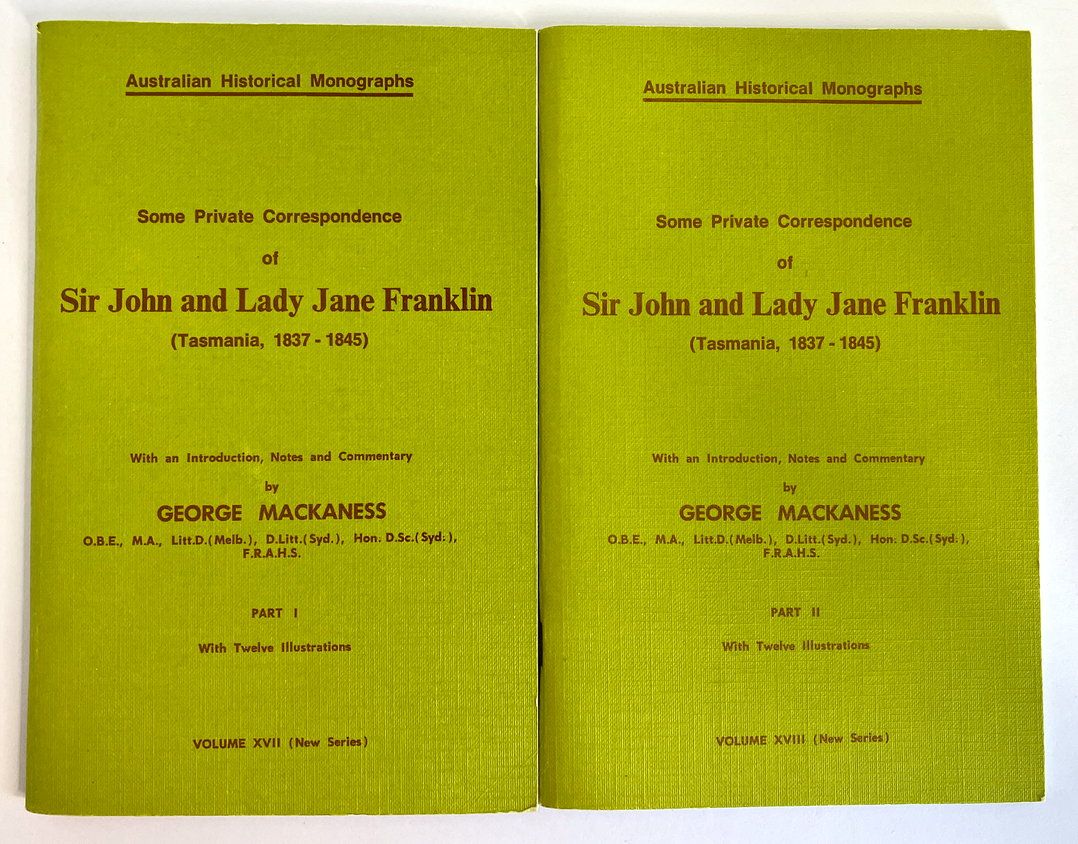 Australian Historical Monographs
Some Private Correspondence
of
Sir John and Lady Jane Franklin
(Tasmania, 1837 - 1845)
With an Introduction, Notes and Commentary
by
GEORGE MACKANESS
O.B.E., M.A., Litt.D.(Melb.), D.Litt.(Syd.), Hon. D.Sc.(Syd.),
F.R.A.H.S.
PART I
With Twelve Illustrations
VOLUME XVII (New Series)
Australian Historical Monographs
Some Private Correspondence
of
Sir John and Lady Jane Franklin
(Tasmania, 1837 - 1845)
With an Introduction, Notes and Commentary
by
GEORGE MACKANESS
O.B.E., M.A., Litt.D.(Melb.), D.Litt.(Syd.), Hon. D.Sc.(Syd.),
F.R.A.H.S.
PART II
With Twelve Illustrations
VOLUME XVIII (New Series)